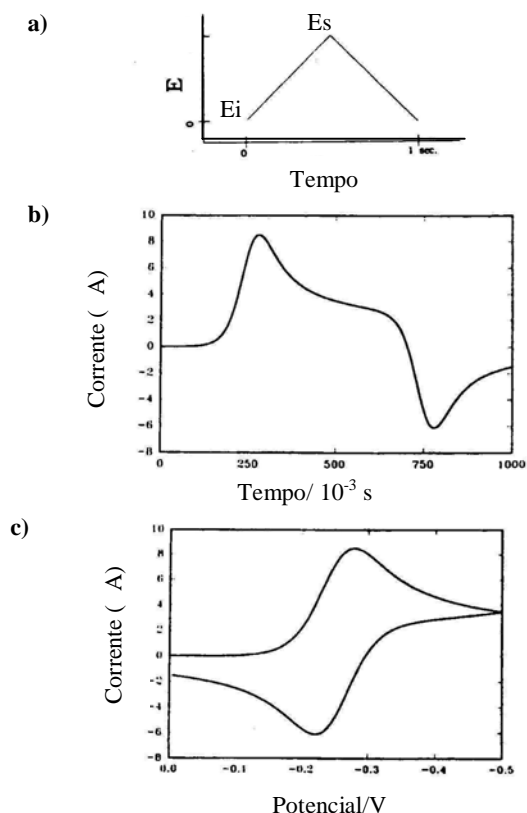 a)
Es
E
0
Ei
0
1 sec.
Tempo
b)
Corrente ( A)
10
8
6
4
2
0
-2
-4
-6
-8
0
250
500
750
1000
Tempo/ 10⁻³ s
c)
Corrente ( A)
10
8
6
4
2
0
-2
-4
-6
-8
0.0
-0.1
-0.2
-0.3
-0.4
-0.5
Potencial/V